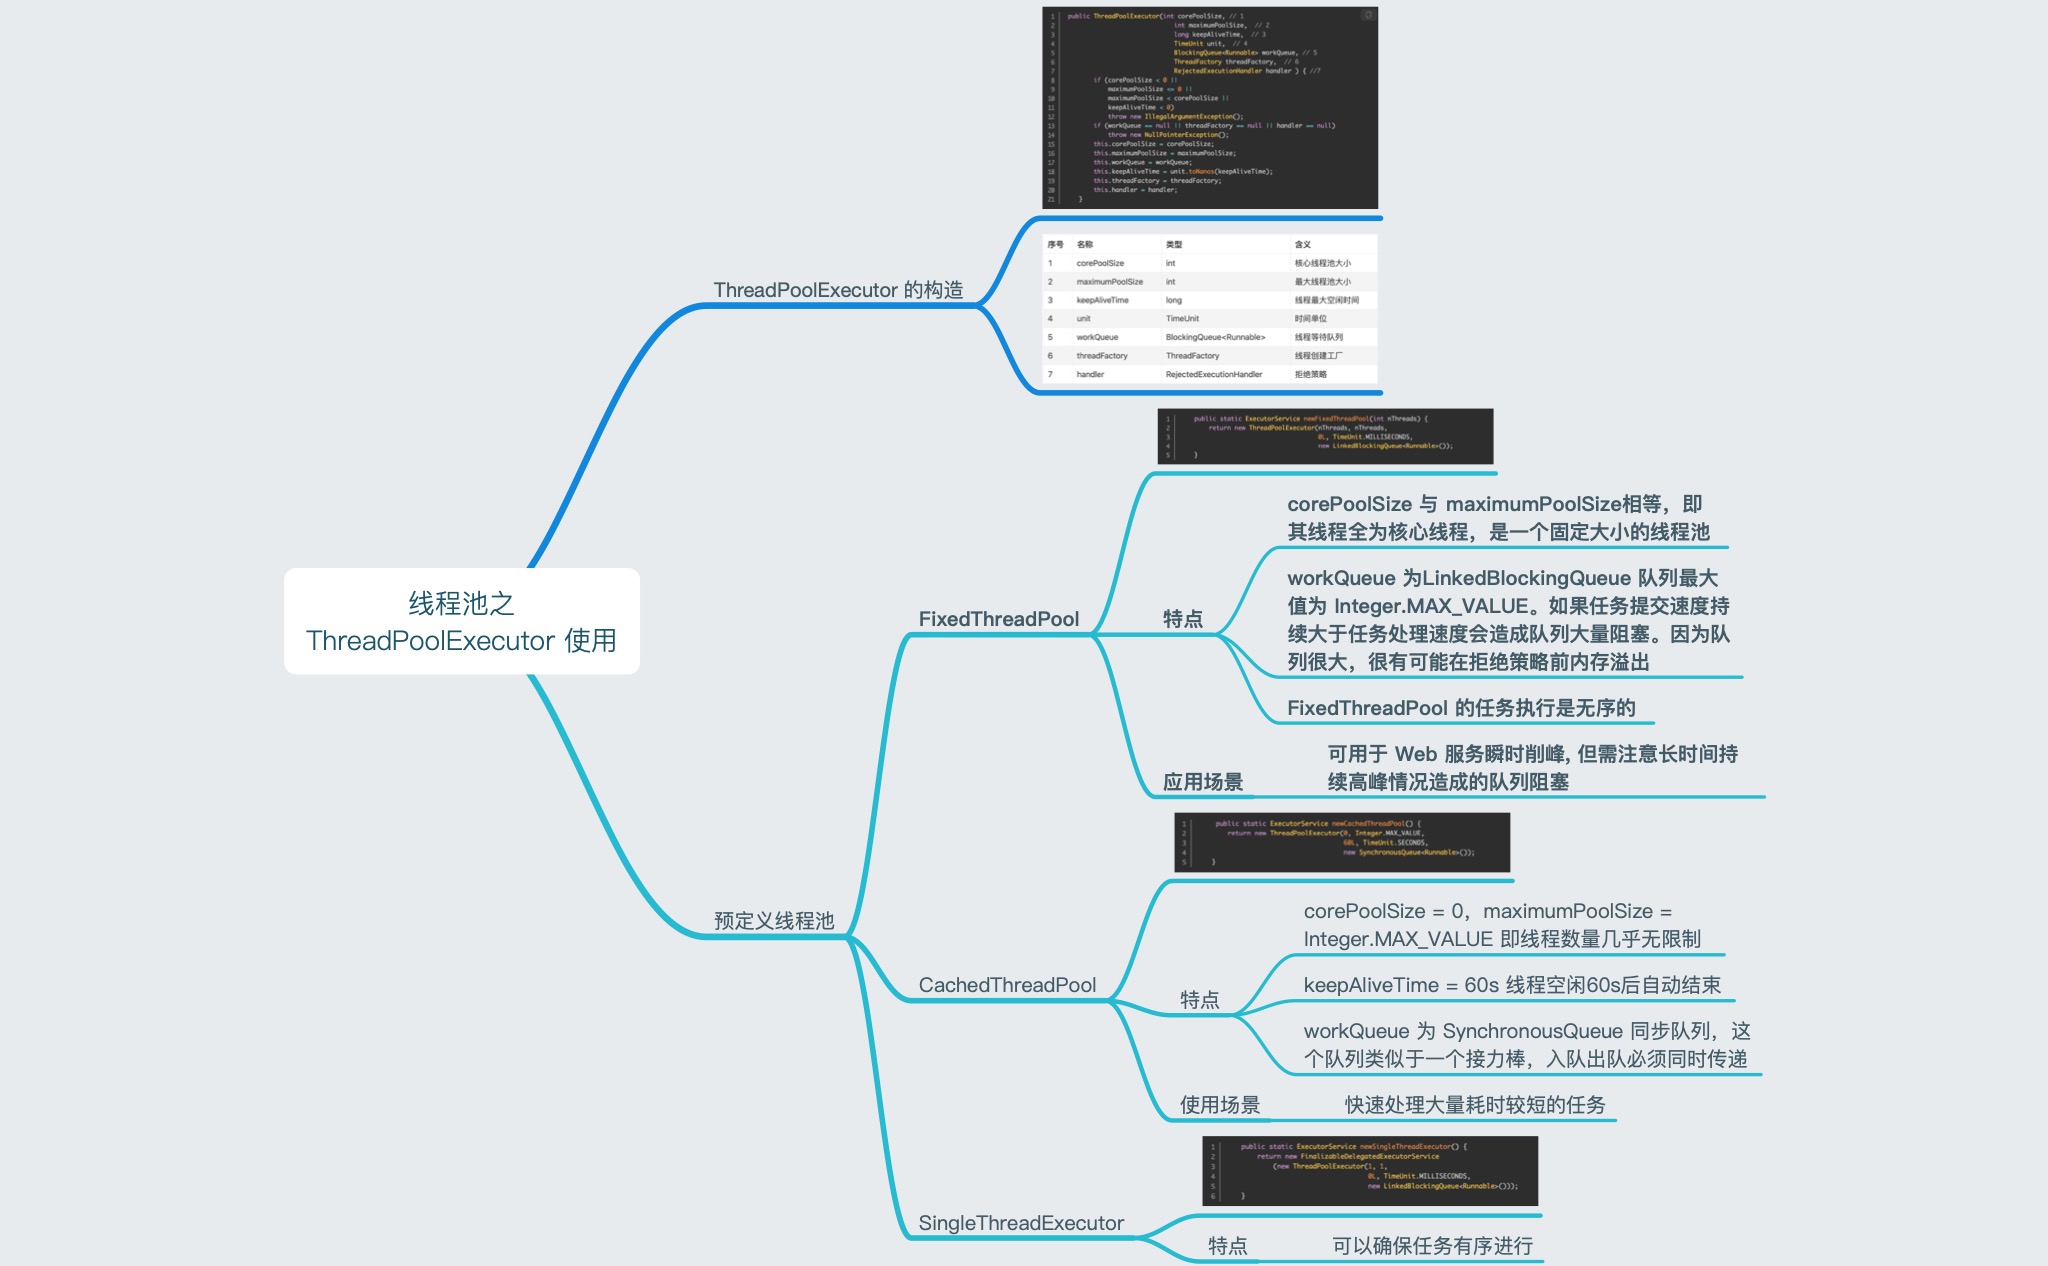 1 public ThreadPoolExecutor(int corePoolSize, // 1
2 int maximumPoolSize, // 2
3 long keepAliveTime, // 3
4 TimeUnit unit, // 4
5 BlockingQueue<Runnable> workQueue, // 5
6 ThreadFactory threadFactory, // 6
7 RejectedExecutionHandler handler ) { //7
8 if (corePoolSize < 0 ||
9 maximumPoolSize <= 0 ||
10 maximumPoolSize < corePoolSize ||
11 keepAliveTime < 0)
12 throw new IllegalArgumentException();
13 if (workQueue == null || threadFactory == null || handler == null)
14 throw new NullPointerException();
15 this.corePoolSize = corePoolSize;
16 this.maximumPoolSize = maximumPoolSize;
17 this.workQueue = workQueue;
18 this.keepAliveTime = unit.toNanos(keepAliveTime);
19 this.threadFactory = threadFactory;
20 this.handler = handler;
21 }
ThreadPoolExecutor 的构造
序号 名称 类型 含义
1 corePoolSize int 核心线程池大小
2 maximumPoolSize int 最大线程池大小
3 keepAliveTime long 线程最大空闲时间
4 unit TimeUnit 时间单位
5 workQueue BlockingQueue<Runnable> 线程等待队列
6 threadFactory ThreadFactory 线程创建工厂
7 handler RejectedExecutionHandler 拒绝策略
线程池之
ThreadPoolExecutor 使用
预定义线程池
FixedThreadPool
1 public static ExecutorService newFixedThreadPool(int nThreads) {
2 return new ThreadPoolExecutor(nThreads, nThreads,
3 0L, TimeUnit.MILLISECONDS,
4 new LinkedBlockingQueue<Runnable>());
5 }
特点
corePoolSize 与 maximumPoolSize相等，即
其线程全为核心线程，是一个固定大小的线程池
workQueue 为LinkedBlockingQueue 队列最大
值为 Integer.MAX_VALUE。如果任务提交速度持
续大于任务处理速度会造成队列大量阻塞。因为队
列很大，很有可能在拒绝策略前内存溢出
FixedThreadPool 的任务执行是无序的
应用场景
可用于 Web 服务瞬时削峰, 但需注意长时间持
续高峰情况造成的队列阻塞
CachedThreadPool
1 public static ExecutorService newCachedThreadPool() {
2 return new ThreadPoolExecutor(0, Integer.MAX_VALUE,
3 60L, TimeUnit.SECONDS,
4 new SynchronousQueue<Runnable>());
5 }
特点
corePoolSize = 0，maximumPoolSize =
Integer.MAX_VALUE 即线程数量几乎无限制
keepAliveTime = 60s 线程空闲60s后自动结束
workQueue 为 SynchronousQueue 同步队列，这
个队列类似于一个接力棒，入队出队必须同时传递
使用场景
快速处理大量耗时较短的任务
SingleThreadExecutor
1 public static ExecutorService newSingleThreadExecutor() {
2 return new FinalizableDelegatedExecutorService
3 (new ThreadPoolExecutor(1, 1,
4 0L, TimeUnit.MILLISECONDS,
5 new LinkedBlockingQueue<Runnable>()));
6 }
特点
可以确保任务有序进行